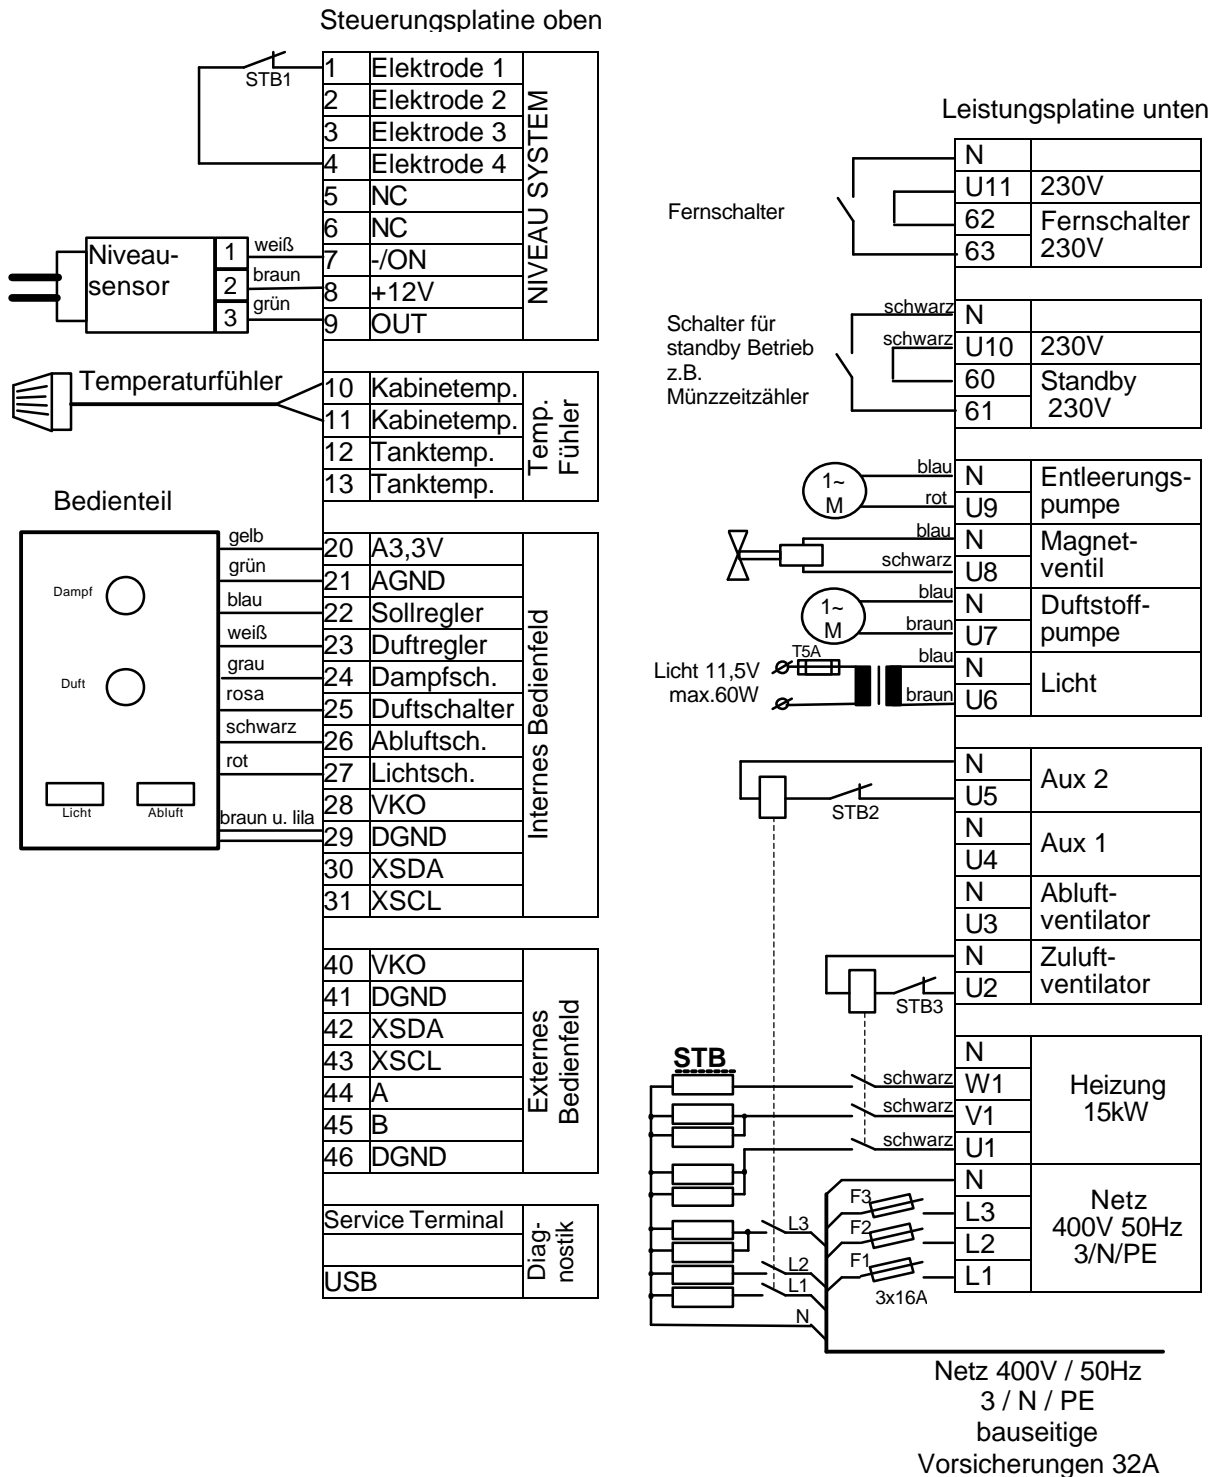 Steuerungsplatine oben
STB1
1 Elektrode 1
2 Elektrode 2
3 Elektrode 3
4 Elektrode 4
5 NC
6 NC
7 -/ON
8 +12V
9 OUT
NIVEAU SYSTEM
Niveau-
sensor
1 weiß
2 braun
3 grün
Temperaturfühler
10 Kabinetemp.
11 Kabinetemp.
12 Tanktemp.
13 Tanktemp.
Temp.
Fühler
Bedienteil
Dampf
Duft
Licht
Abluft
gelb
grün
blau
weiß
grau
rosa
schwarz
rot
braun u. lila
20 A3,3V
21 AGND
22 Sollregler
23 Duftregler
24 Dampfsch.
25 Duftschalter
26 Abluftsch.
27 Lichtsch.
28 VKO
29 DGND
30 XSDA
31 XSCL
Internes Bedienfeld
40 VKO
41 DGND
42 XSDA
43 XSCL
44 A
45 B
46 DGND
Externes
Bedienfeld
Service Terminal
USB
Diag-
nostik
Leistungsplatine unten
Fernschalter
N
U11 230V
62 Fernschalter
63 230V
Schalter für
standby Betrieb
z.B.
Münzzeitzähler
schwarz
schwarz
N
U10 230V
60 Standby
61 230V
1~
M
blau
rot
N Entleerungs-
U9 pumpe
blau
schwarz
N Magnet-
U8 ventil
1~
M
blau
braun
N Duftstoff-
U7 pumpe
Licht 11,5V
max.60W
T5A
blau
braun
N
U6
Licht
STB2
N
U5
Aux 2
N
U4
Aux 1
N Abluft-
U3 ventilator
STB3
N Zuluft-
U2 ventilator
STB
schwarz
schwarz
schwarz
N
W1
V1
U1
Heizung
15kW
F3
F2
F1
3x16A
N
L3
L2
L1
Netz
400V 50Hz
3/N/PE
L3
L2
L1
N
Netz 400V / 50Hz
3 / N / PE
bauseitige
Vorsicherungen 32A